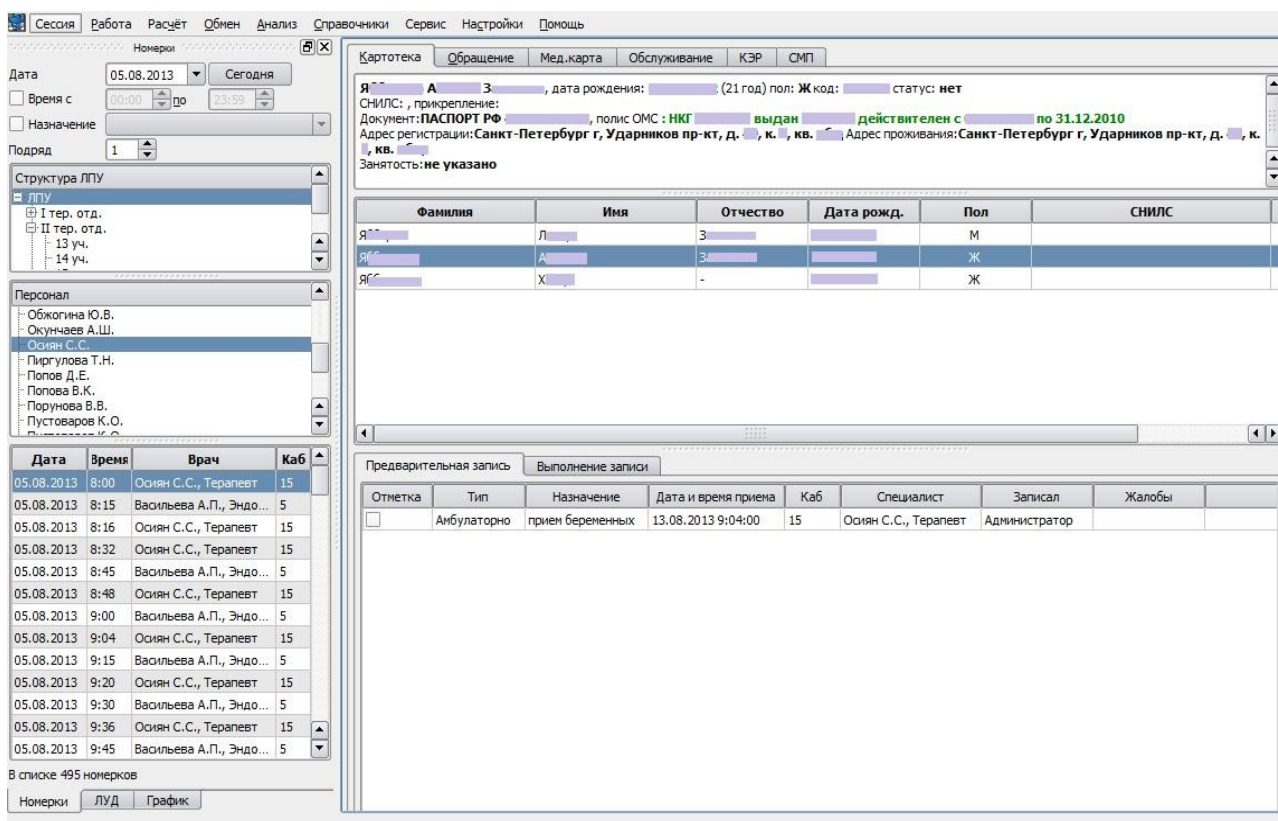 Сессия Работа Расчёт Обмен Анализ Справочники Сервис Настройки Помощь
Номерки
Дата 05.08.2013 Сегодня
Время с 00:00 по 23:59
Назначение
Подряд 1
Структура ЛПУ
ЛПУ
I тер. отд.
II тер. отд.
13 уч.
14 уч.
Персонал
Обжогина Ю.В.
Окунчаев А.Ш.
Осиян С.С.
Пиргулова Т.Н.
Попов Д.Е.
Попова В.К.
Порунова В.В.
Пустоваров К.О.
Дата Время Врач Каб
05.08.2013 8:00 Осиян С.С., Терапевт 15
05.08.2013 8:15 Васильева А.П., Эндо... 5
05.08.2013 8:16 Осиян С.С., Терапевт 15
05.08.2013 8:32 Осиян С.С., Терапевт 15
05.08.2013 8:45 Васильева А.П., Эндо... 5
05.08.2013 8:48 Осиян С.С., Терапевт 15
05.08.2013 9:00 Васильева А.П., Эндо... 5
05.08.2013 9:04 Осиян С.С., Терапевт 15
05.08.2013 9:15 Васильева А.П., Эндо... 5
05.08.2013 9:20 Осиян С.С., Терапевт 15
05.08.2013 9:30 Васильева А.П., Эндо... 5
05.08.2013 9:36 Осиян С.С., Терапевт 15
05.08.2013 9:45 Васильева А.П., Эндо... 5
В списке 495 номерков
Номерки ЛУД График
Картотека Обращение Мед.карта Обслуживание КЭР СМП
Я А З , дата рождения: (21 год) пол: Ж код: статус: нет
СНИЛС: , прикрепление:
Документ:ПАСПОРТ РФ , полис ОМС : НКГ выдан действителен с по 31.12.2010
Адрес регистрации:Санкт-Петербург г, Ударников пр-кт, д. , к. , кв. Адрес проживания:Санкт-Петербург г, Ударников пр-кт, д. , к.
, кв.
Занятость:не указано
Фамилия Имя Отчество Дата рожд. Пол СНИЛС
Я Л З М
Я А З Ж
Я Х - Ж
Предварительная запись Выполнение записи
Отметка Тип Назначение Дата и время приема Каб Специалист Записал Жалобы
Амбулаторно прием беременных 13.08.2013 9:04:00 15 Осиян С.С., Терапевт Администратор